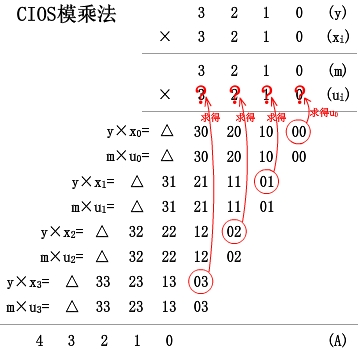 CIOS模乘法 3 2 1 0 (y)
× 3 2 1 0 (xᵢ)
3 2 1 0 (m)
× ? ? ? ? (uᵢ)
求得 求得 求得 求得u₀
y×x₀= △ 30 20 10 00
m×u₀= △ 30 20 10 00
y×x₁= △ 31 21 11 01
m×u₁= △ 31 21 11 01
y×x₂= △ 32 22 12 02
m×u₂= △ 32 22 12 02
y×x₃= △ 33 23 13 03
m×u₃= △ 33 23 13 03
4 3 2 1 0 (A)